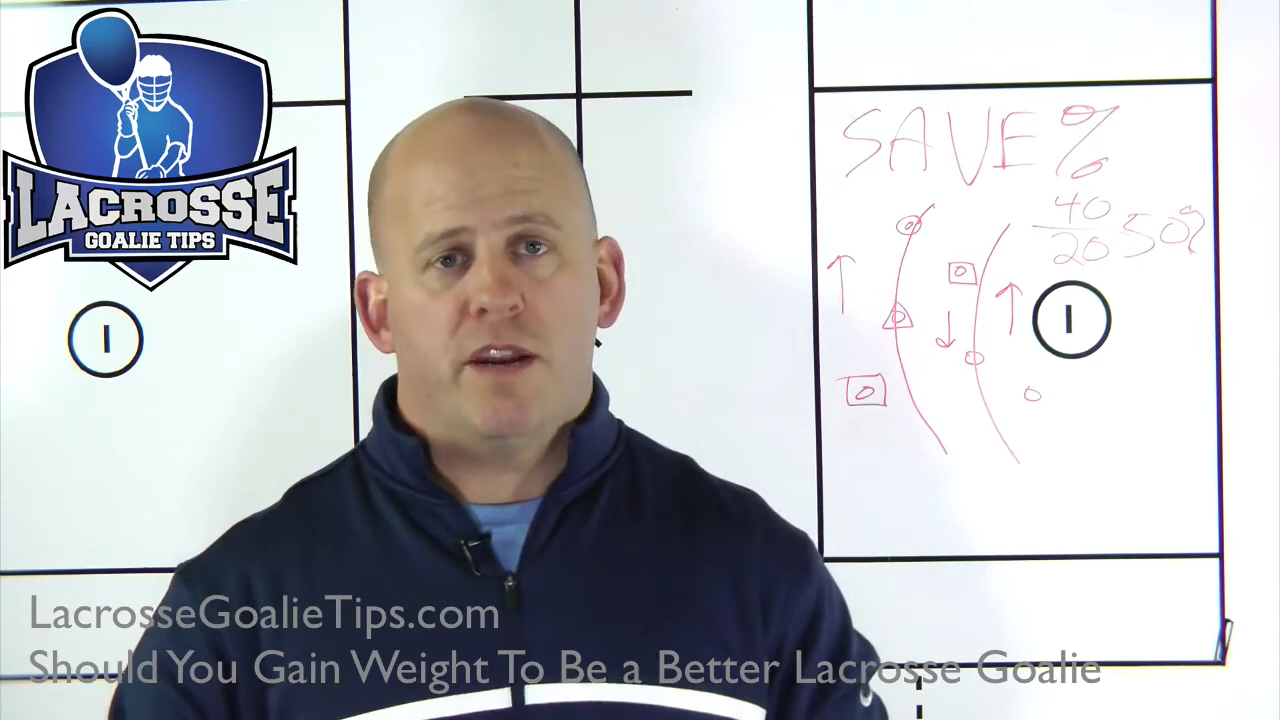 LACROSSE
GOALIE TIPS
SAVE %
40
20
50%
I
I
LacrosseGoalieTips.com
Should You Gain Weight To Be a Better Lacrosse Goalie